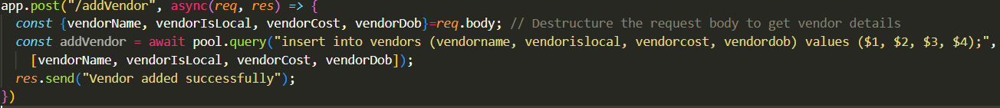 app.post("/addVendor", async(req, res) => {
  const {vendorName, vendorIsLocal, vendorCost, vendorDob}=req.body; // Destructure the request body to get vendor details
  const addVendor = await pool.query("insert into vendors (vendorname, vendorislocal, vendorcost, vendordob) values ($1, $2, $3, $4);",
    [vendorName, vendorIsLocal, vendorCost, vendorDob]);
  res.send("Vendor added successfully");
})